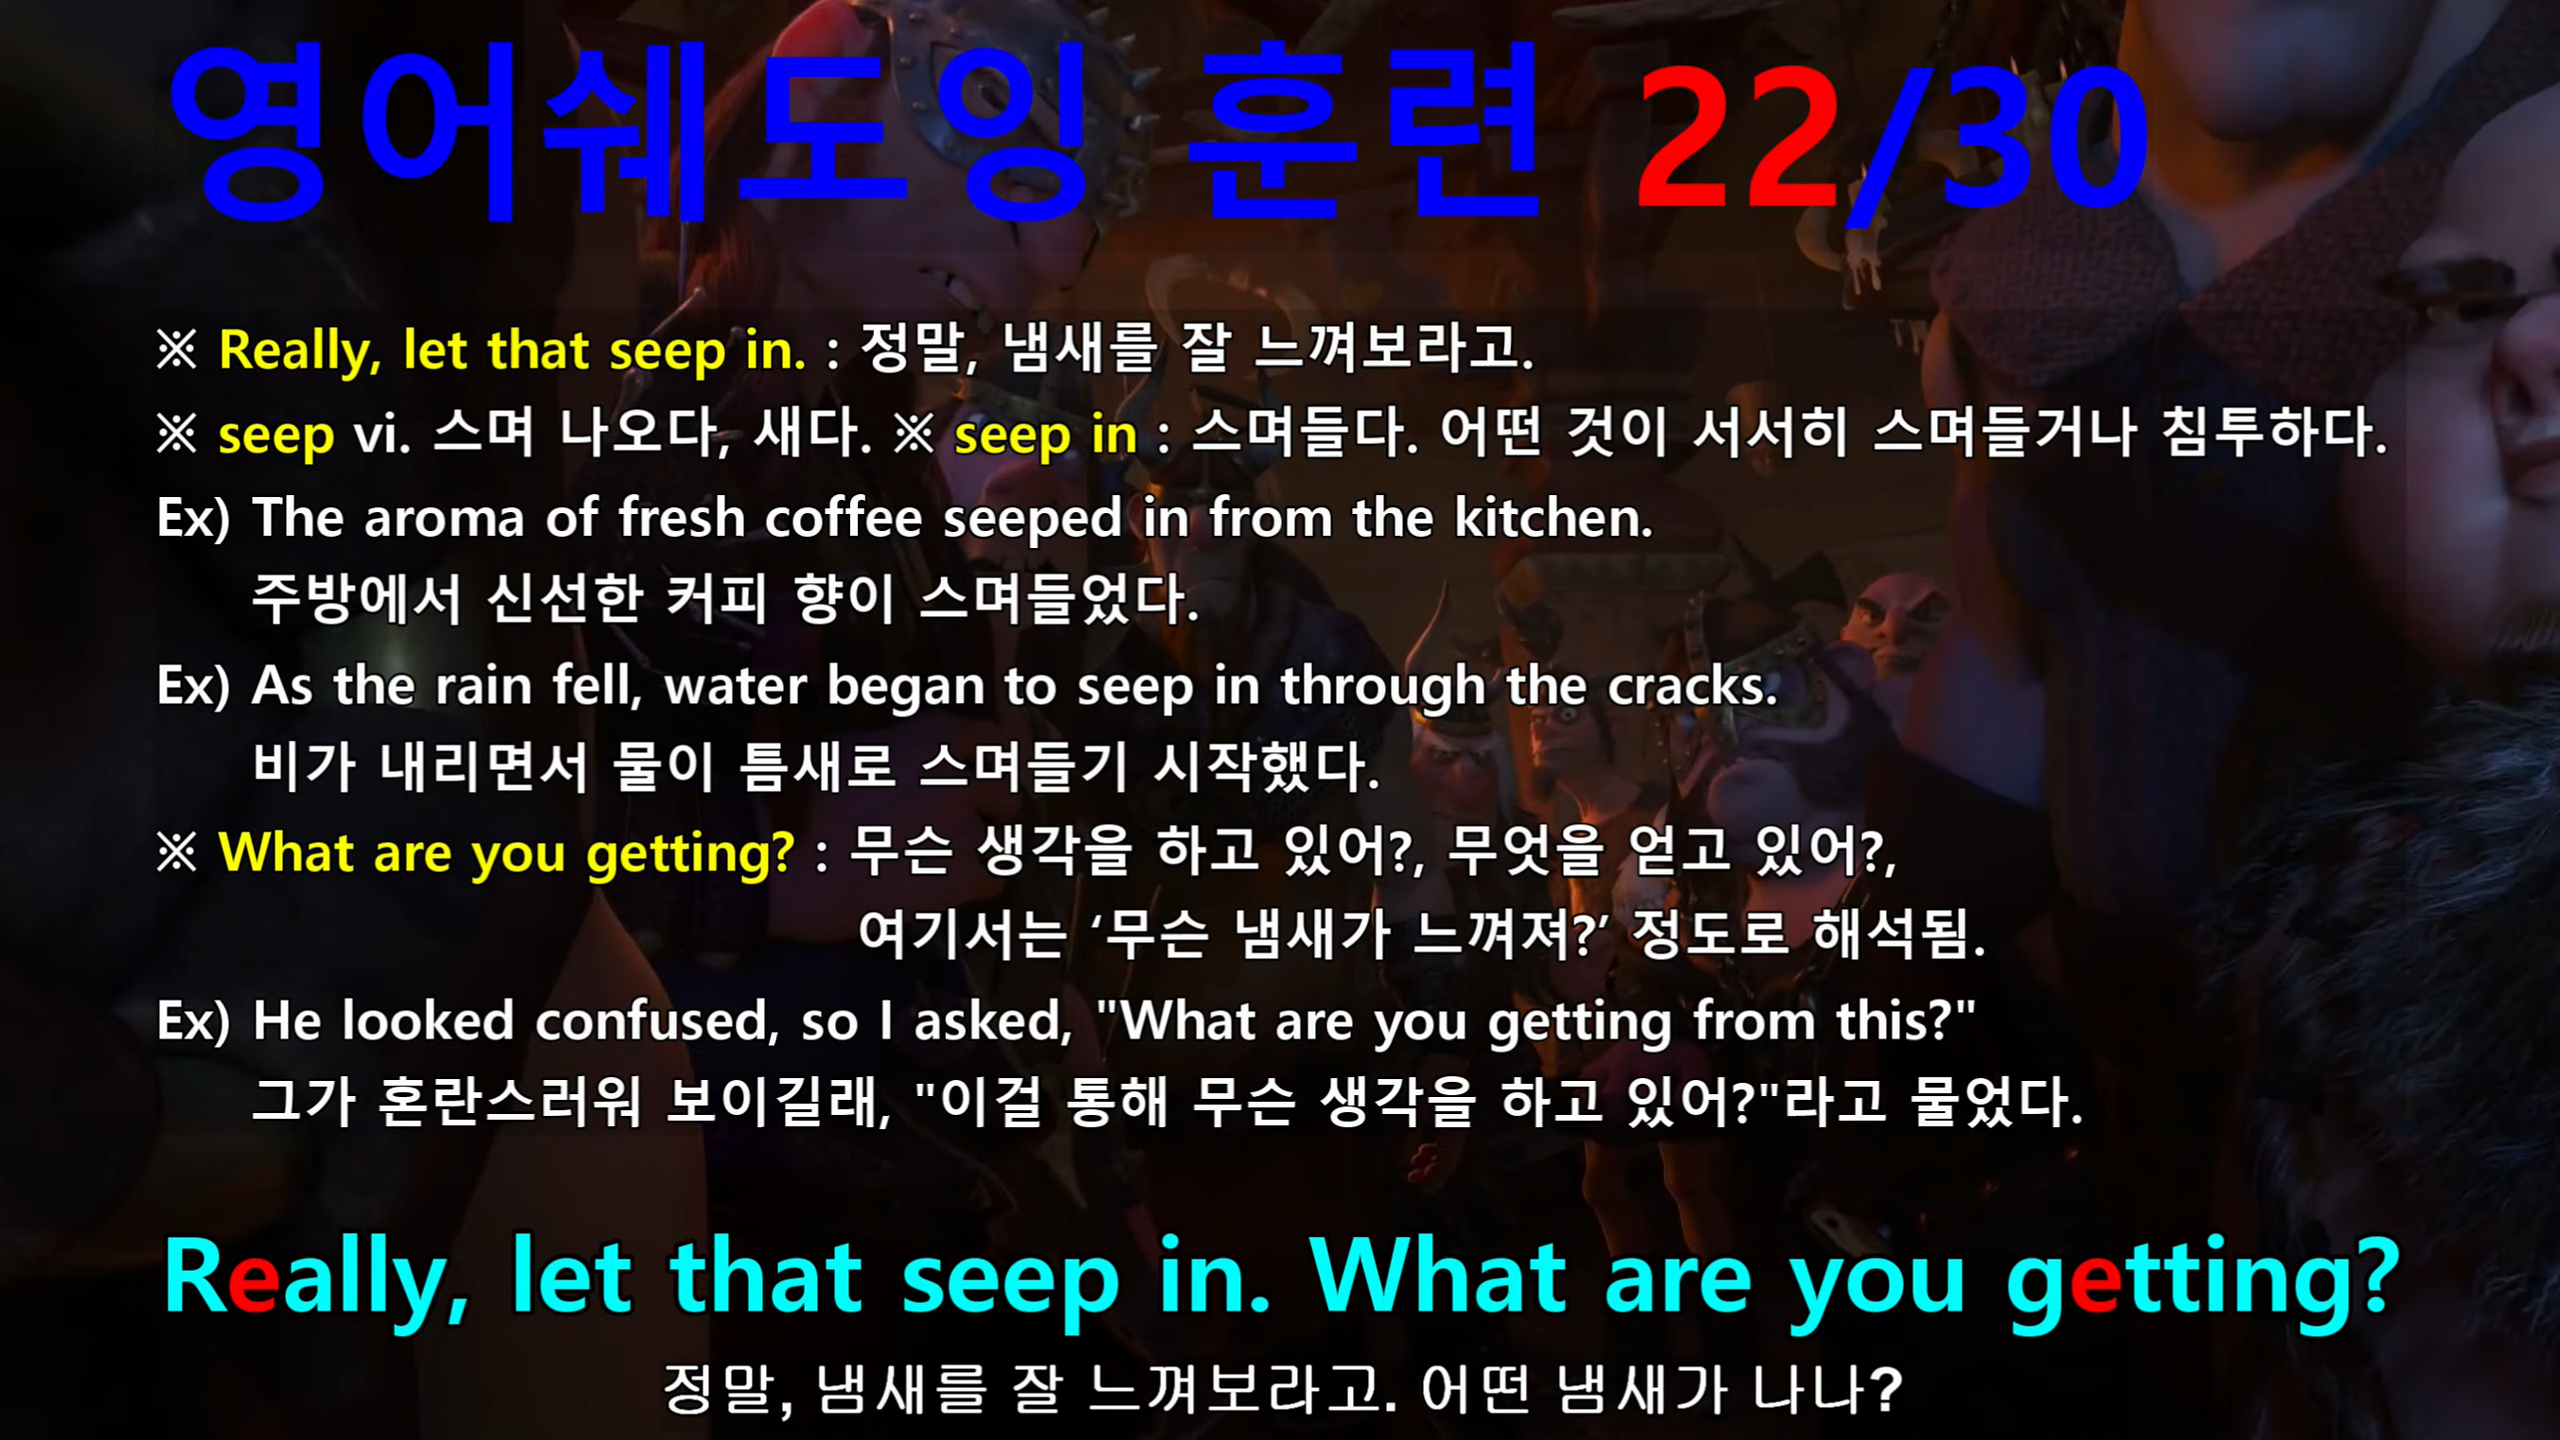 영어쉐도잉 훈련 22/30
※ Really, let that seep in. : 정말, 냄새를 잘 느껴보라고.
※ seep vi. 스며 나오다, 새다. ※ seep in : 스며들다. 어떤 것이 서서히 스며들거나 침투하다.
Ex) The aroma of fresh coffee seeped in from the kitchen.
주방에서 신선한 커피 향이 스며들었다.
Ex) As the rain fell, water began to seep in through the cracks.
비가 내리면서 물이 틈새로 스며들기 시작했다.
※ What are you getting? : 무슨 생각을 하고 있어?, 무엇을 얻고 있어?,
여기서는 ‘무슨 냄새가 느껴져?’ 정도로 해석됨.
Ex) He looked confused, so I asked, "What are you getting from this?"
그가 혼란스러워 보이길래, "이걸 통해 무슨 생각을 하고 있어?"라고 물었다.
Really, let that seep in. What are you getting?
정말, 냄새를 잘 느껴보라고. 어떤 냄새가 나나?